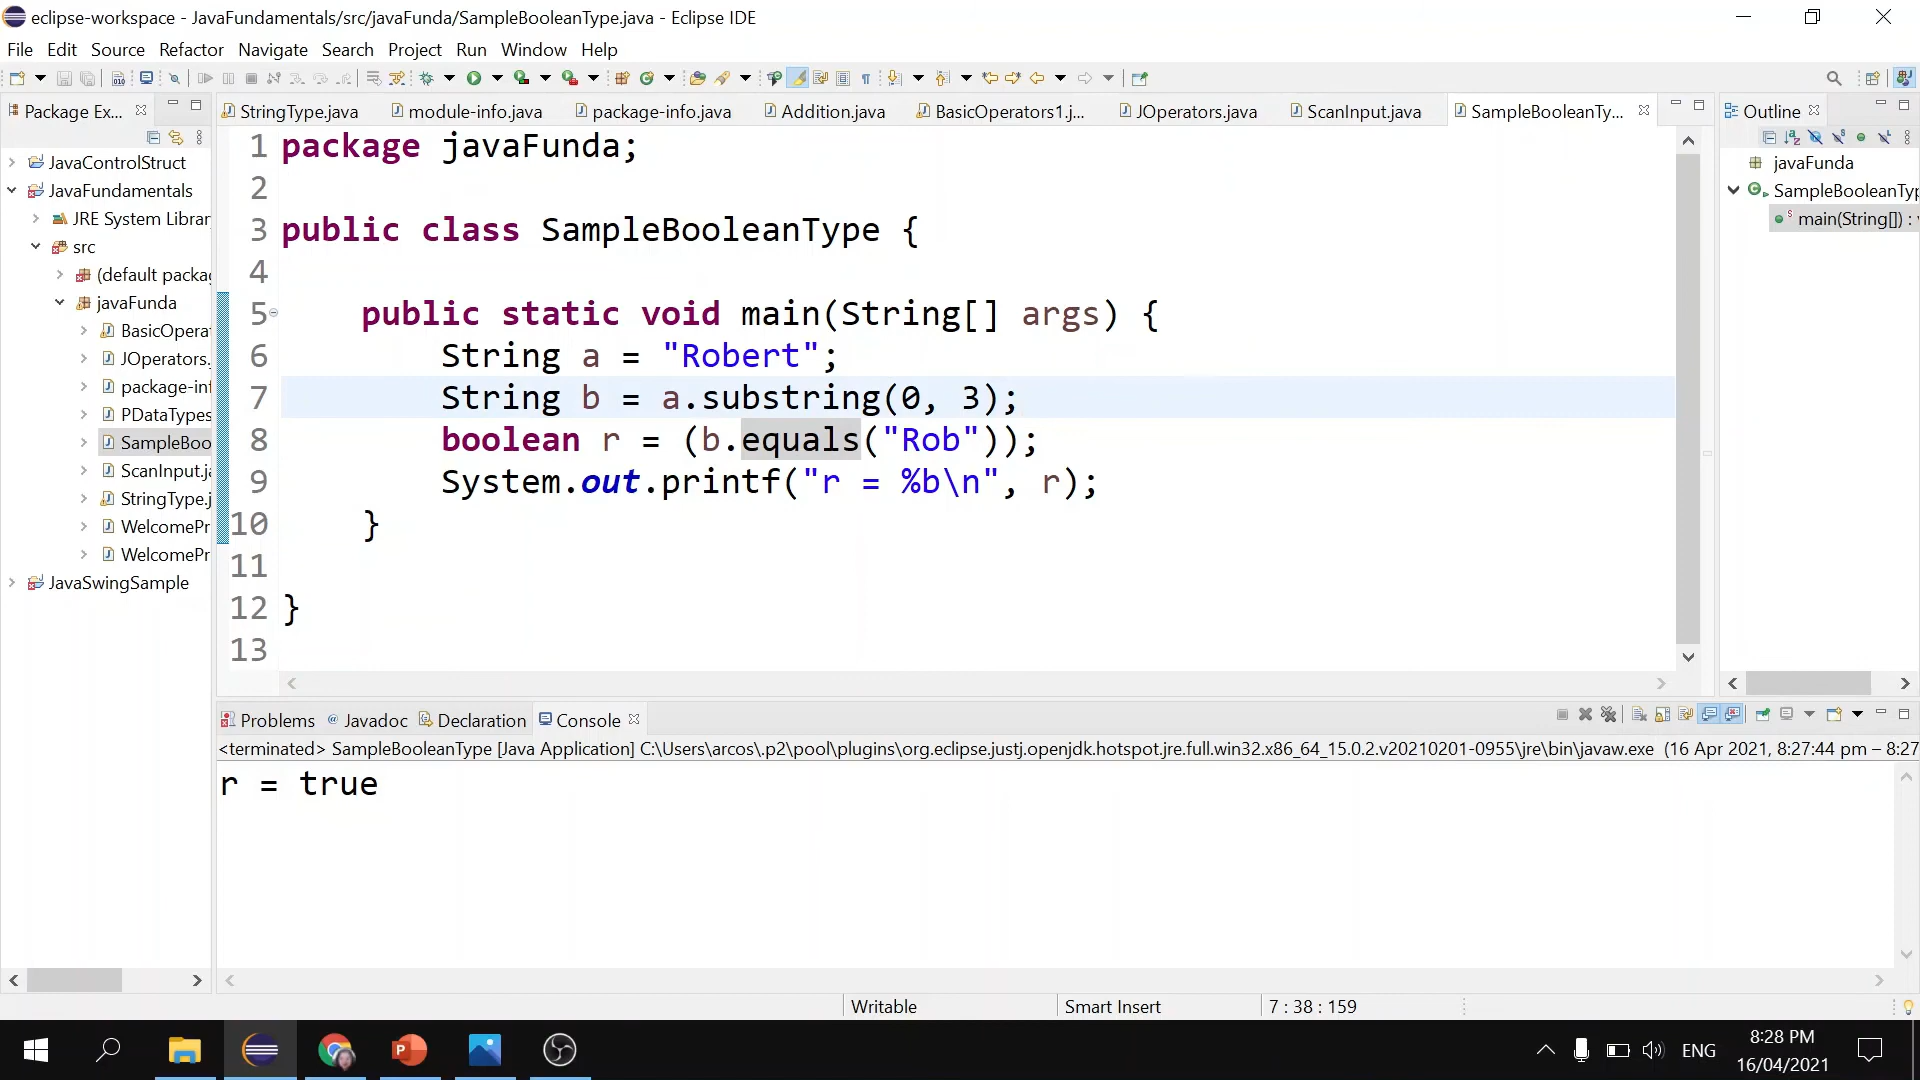 eclipse-workspace - JavaFundamentals/src/javaFunda/SampleBooleanType.java - Eclipse IDE
File Edit Source Refactor Navigate Search Project Run Window Help
Package Ex...
StringType.java module-info.java package-info.java Addition.java BasicOperators1.j... JOperators.java ScanInput.java SampleBooleanTy...
Outline
JavaControlStruct
JavaFundamentals
JRE System Librar
src
(default packag
javaFunda
BasicOpera
JOperators.
package-inf
PDataTypes
SampleBoo
ScanInput.ja
StringType.j
WelcomePr
WelcomePr
JavaSwingSample
1 package javaFunda;
2
3 public class SampleBooleanType {
4
5 public static void main(String[] args) {
6 String a = "Robert";
7 String b = a.substring(0, 3);
8 boolean r = (b.equals("Rob"));
9 System.out.printf("r = %b\n", r);
10 }
11
12 }
13
javaFunda
SampleBooleanTyp
main(String[]) : v
Problems Javadoc Declaration Console
<terminated> SampleBooleanType [Java Application] C:\Users\arcos\.p2\pool\plugins\org.eclipse.justj.openjdk.hotspot.jre.full.win32.x86_64_15.0.2.v20210201-0955\jre\bin\javaw.exe (16 Apr 2021, 8:27:44 pm – 8:27
r = true
Writable Smart Insert 7 : 38 : 159
ENG
8:28 PM
16/04/2021